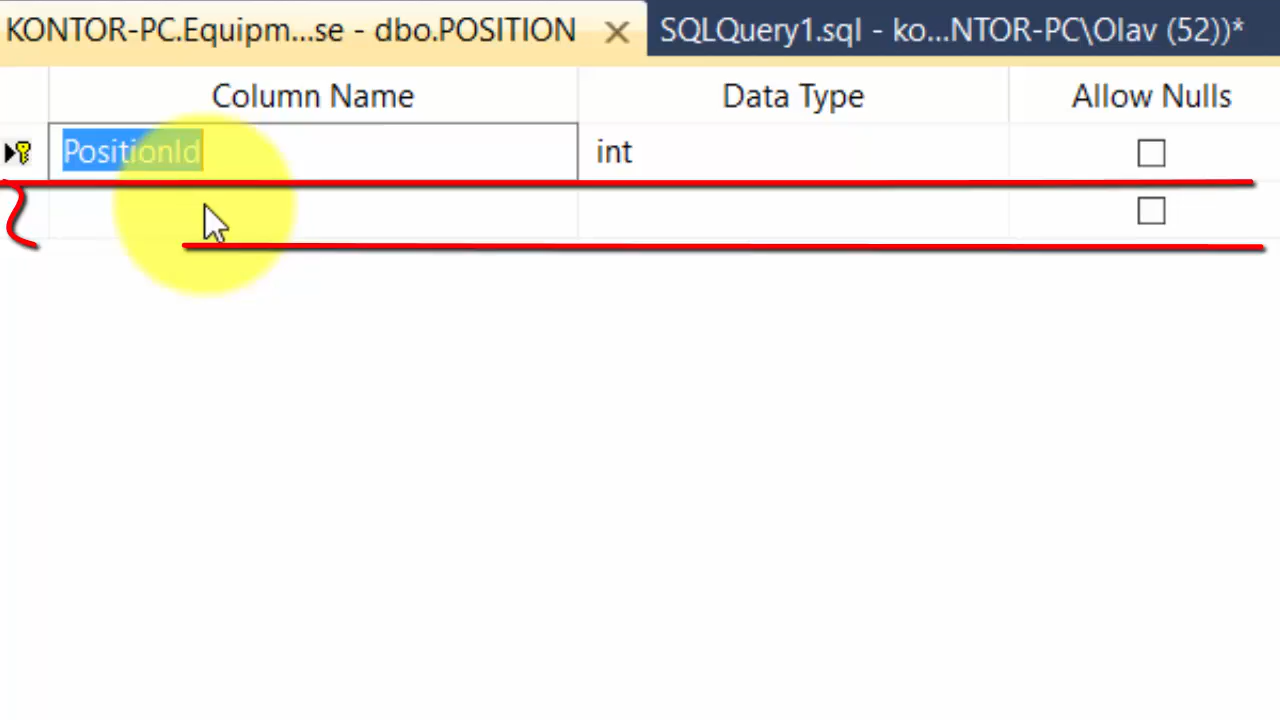 KONTOR-PC.Equipm...se - dbo.POSITION SQLQuery1.sql - ko...NTOR-PC\Olav (52))*
Column Name Data Type Allow Nulls
PositionId int